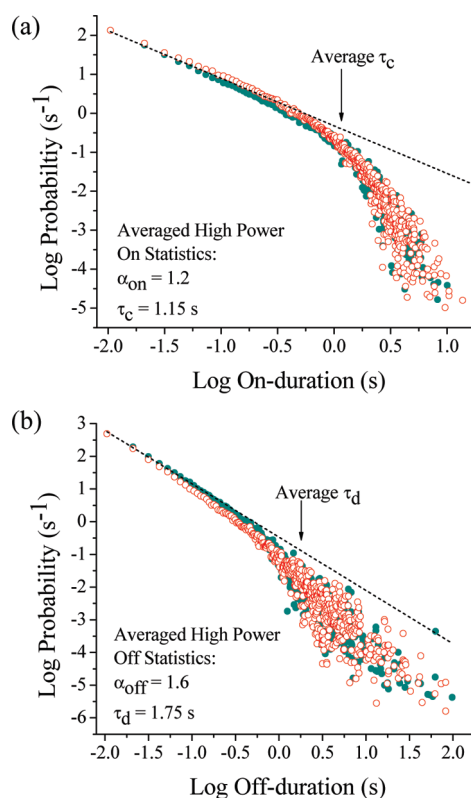 (a)
Log Probabiltiy (s⁻¹)
2
1
0
-1
-2
-3
-4
-5
Average τc
Averaged High Power
On Statistics:
αon = 1.2
τc = 1.15 s
-2.0 -1.5 -1.0 -0.5 0.0 0.5 1.0
Log On-duration (s)
(b)
Log Probability (s⁻¹)
3
2
1
0
-1
-2
-3
-4
-5
-6
Average τd
Averaged High Power
Off Statistics:
αoff = 1.6
τd = 1.75 s
-2.0 -1.5 -1.0 -0.5 0.0 0.5 1.0 1.5 2.0
Log Off-duration (s)